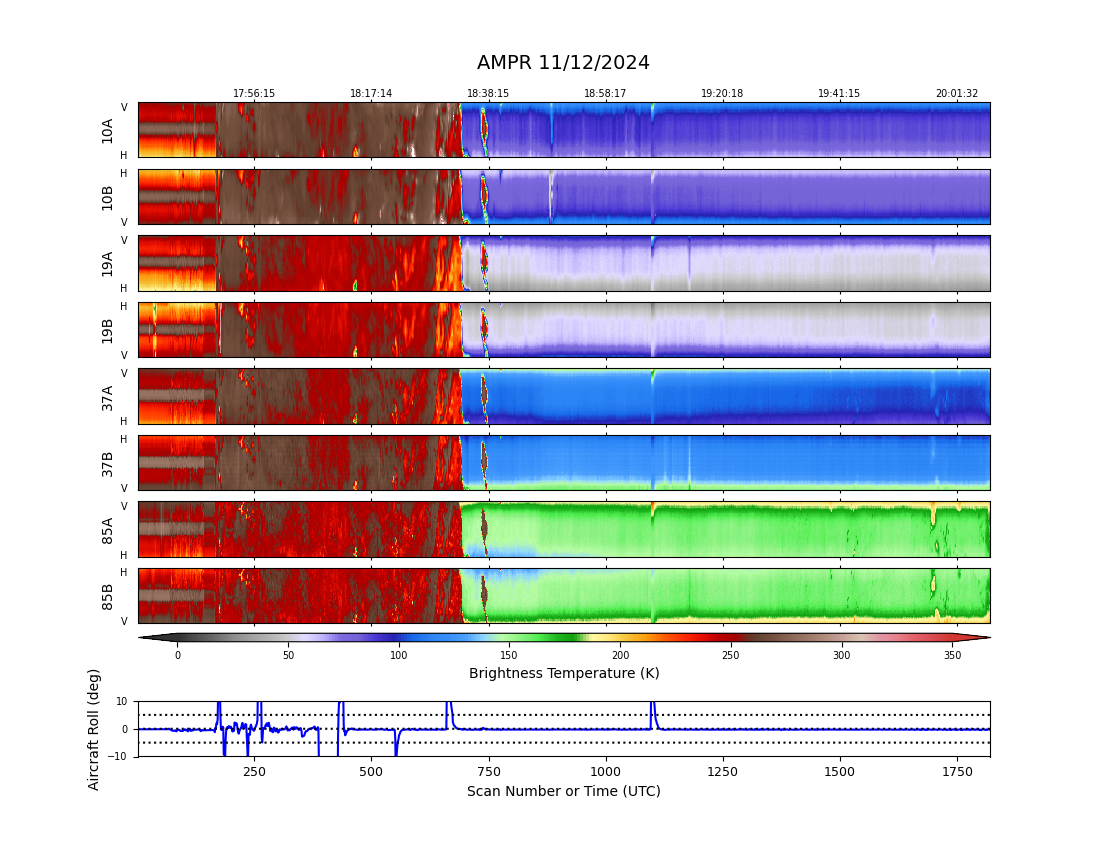 AMPR 11/12/2024
17:56:15 18:17:14 18:38:15 18:58:17 19:20:18 19:41:15 20:01:32
V
10A
H
H
10B
V
V
19A
H
H
19B
V
V
37A
H
H
37B
V
V
85A
H
H
85B
V
0 50 100 150 200 250 300 350
Brightness Temperature (K)
Aircraft Roll (deg)
10
0
−10
250 500 750 1000 1250 1500 1750
Scan Number or Time (UTC)